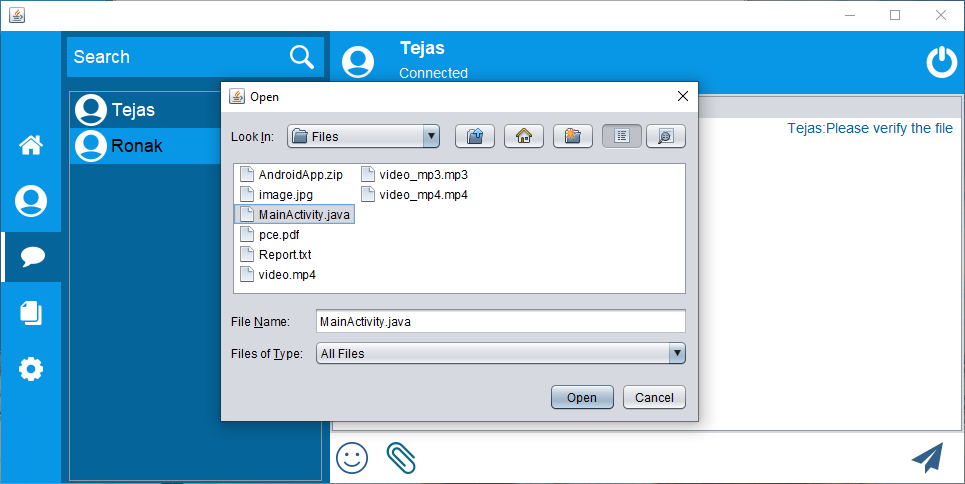 Search
Tejas
Connected
Tejas
Ronak
Tejas:Please verify the file
Open
Look In:
Files
AndroidApp.zip
image.jpg
MainActivity.java
pce.pdf
Report.txt
video.mp4
video_mp3.mp3
video_mp4.mp4
File Name:
MainActivity.java
Files of Type:
All Files
Open
Cancel